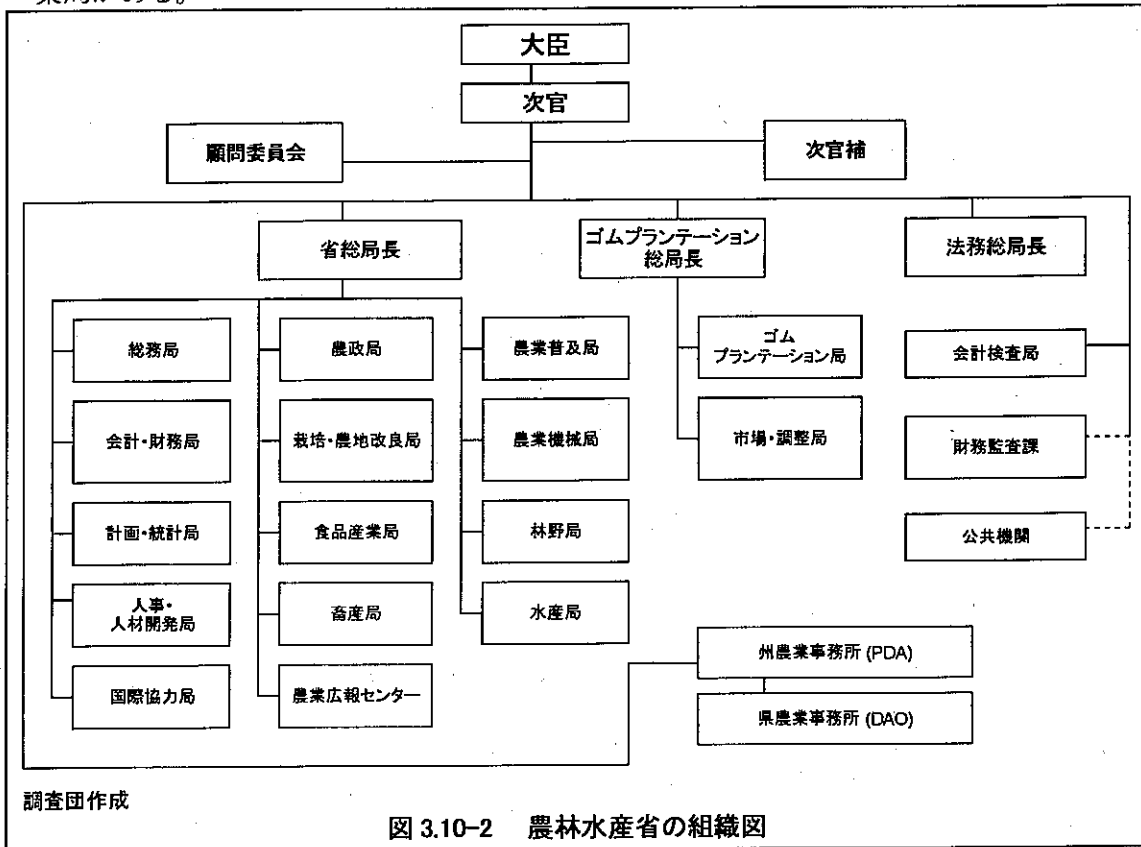 業局がある。
大臣
次官
顧問委員会
次官補
省総局長
ゴムプランテーション
総局長
法務総局長
総務局
農政局
農業普及局
ゴム
プランテーション局
会計検査局
会計・財務局
栽培・農地改良局
農業機械局
市場・調整局
財務監査課
計画・統計局
食品産業局
林野局
公共機関
人事・
人材開発局
畜産局
水産局
州農業事務所 (PDA)
国際協力局
農業広報センター
県農業事務所 (DAO)
調査団作成
図 3.10-2 農林水産省の組織図